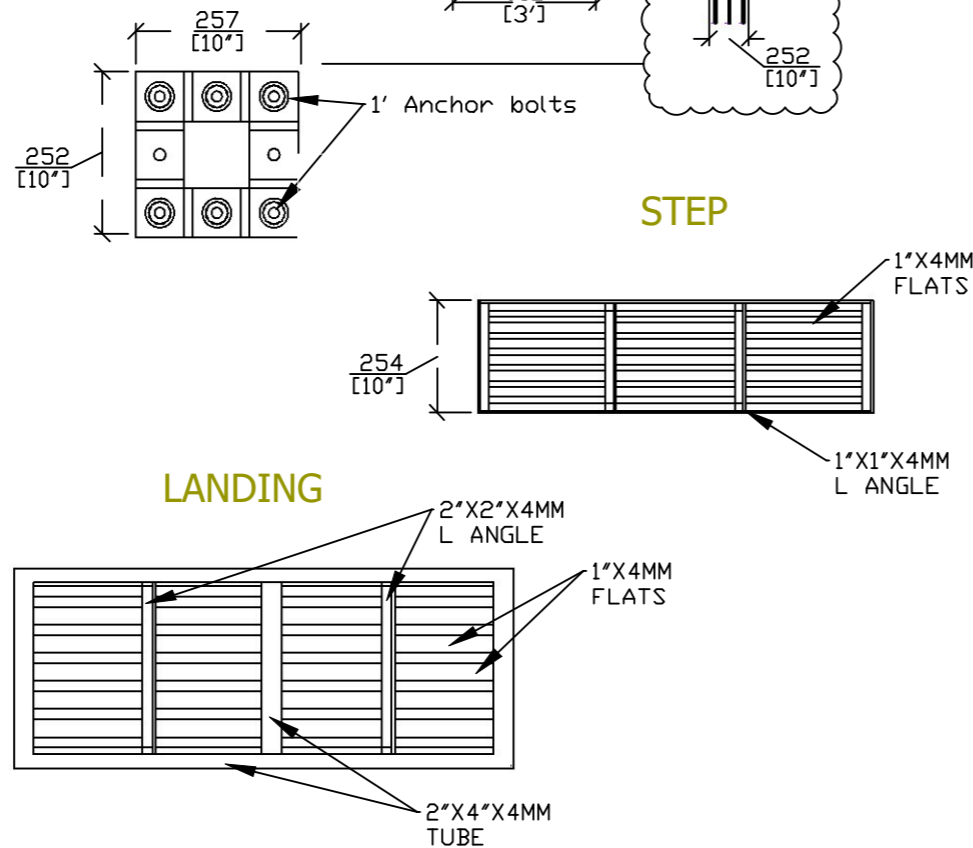 [3']
257
[10"]
252
[10"]
1' Anchor bolts
252
[10"]
STEP
1"X4MM
FLATS
254
[10"]
1"X1"X4MM
L ANGLE
LANDING
2"X2"X4MM
L ANGLE
1"X4MM
FLATS
2"X4"X4MM
TUBE